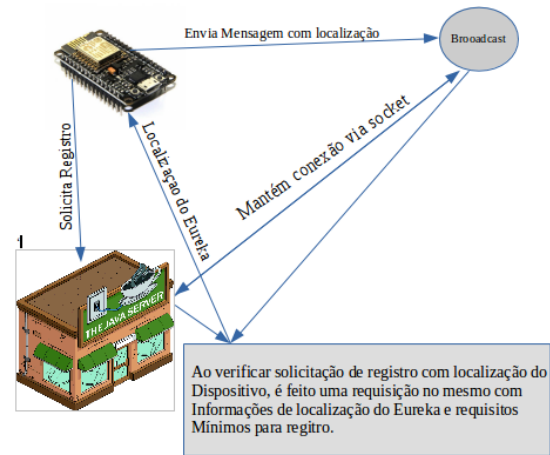 Envia Mensagem com localização
Brooadcast
Solicita Registro
Localização do Eureka
Mantém conexão via socket
THE JAVA SERVER
Ao verificar solicitação de registro com localização do
Dispositivo, é feito uma requisição no mesmo com
Informações de localização do Eureka e requisitos
Mínimos para regitro.